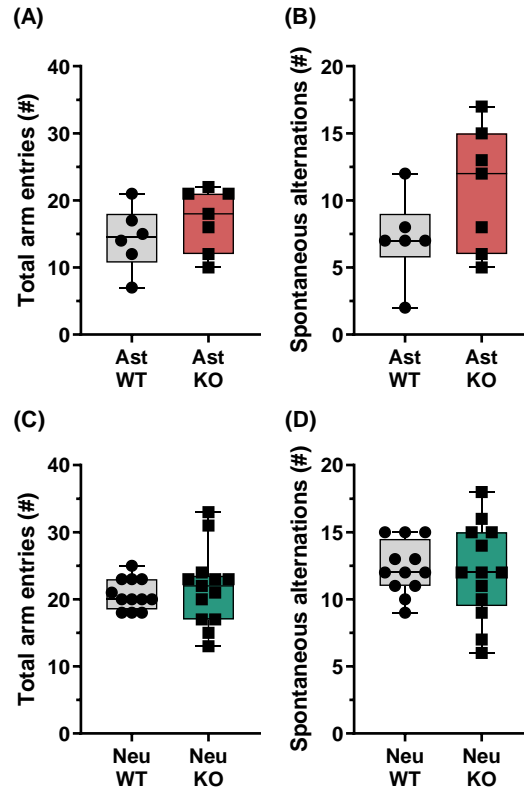 (A)
Total arm entries (#)
40
30
20
10
0
Ast
WT
Ast
KO
(B)
Spontaneous alternations (#)
20
15
10
5
0
Ast
WT
Ast
KO
(C)
Total arm entries (#)
40
30
20
10
0
Neu
WT
Neu
KO
(D)
Spontaneous alternations (#)
20
15
10
5
0
Neu
WT
Neu
KO